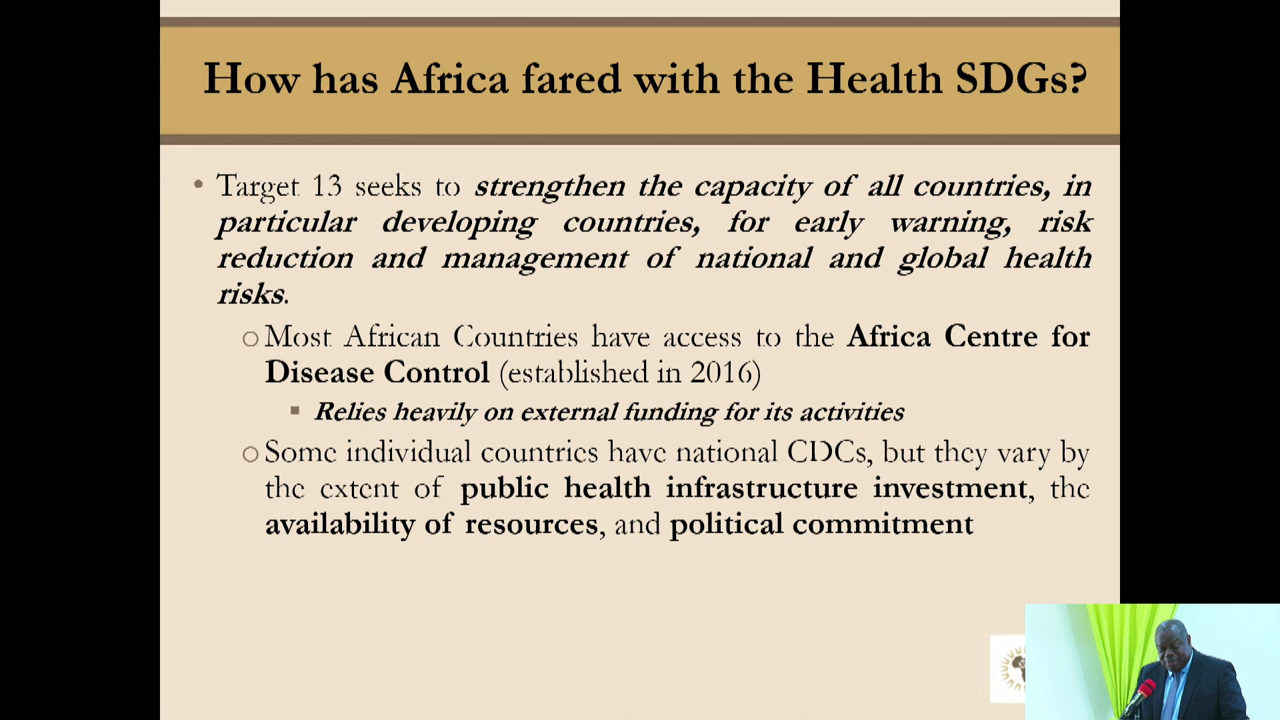 How has Africa fared with the Health SDGs?
• Target 13 seeks to strengthen the capacity of all countries, in
particular developing countries, for early warning, risk
reduction and management of national and global health
risks.
○ Most African Countries have access to the Africa Centre for
Disease Control (established in 2016)
▪ Relies heavily on external funding for its activities
○ Some individual countries have national CDCs, but they vary by
the extent of public health infrastructure investment, the
availability of resources, and political commitment